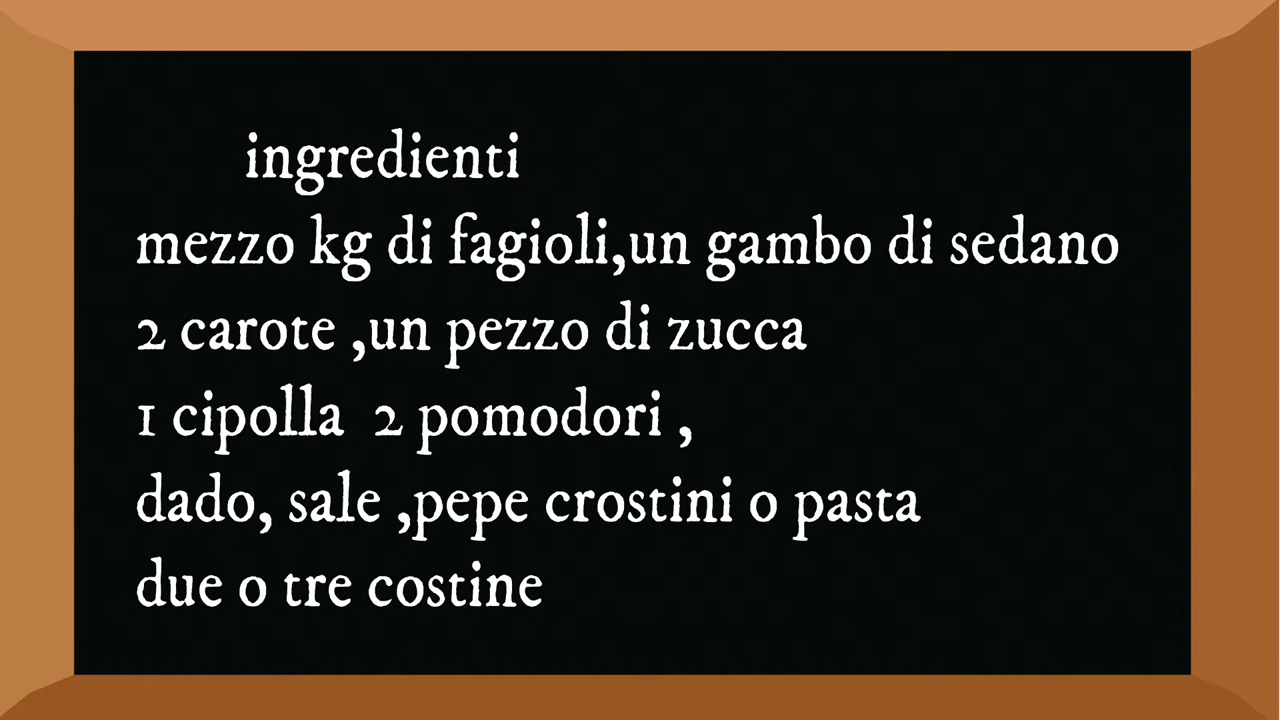 ingredienti
mezzo kg di fagioli,un gambo di sedano
2 carote ,un pezzo di zucca
1 cipolla  2 pomodori ,
dado, sale ,pepe crostini o pasta
due o tre costine